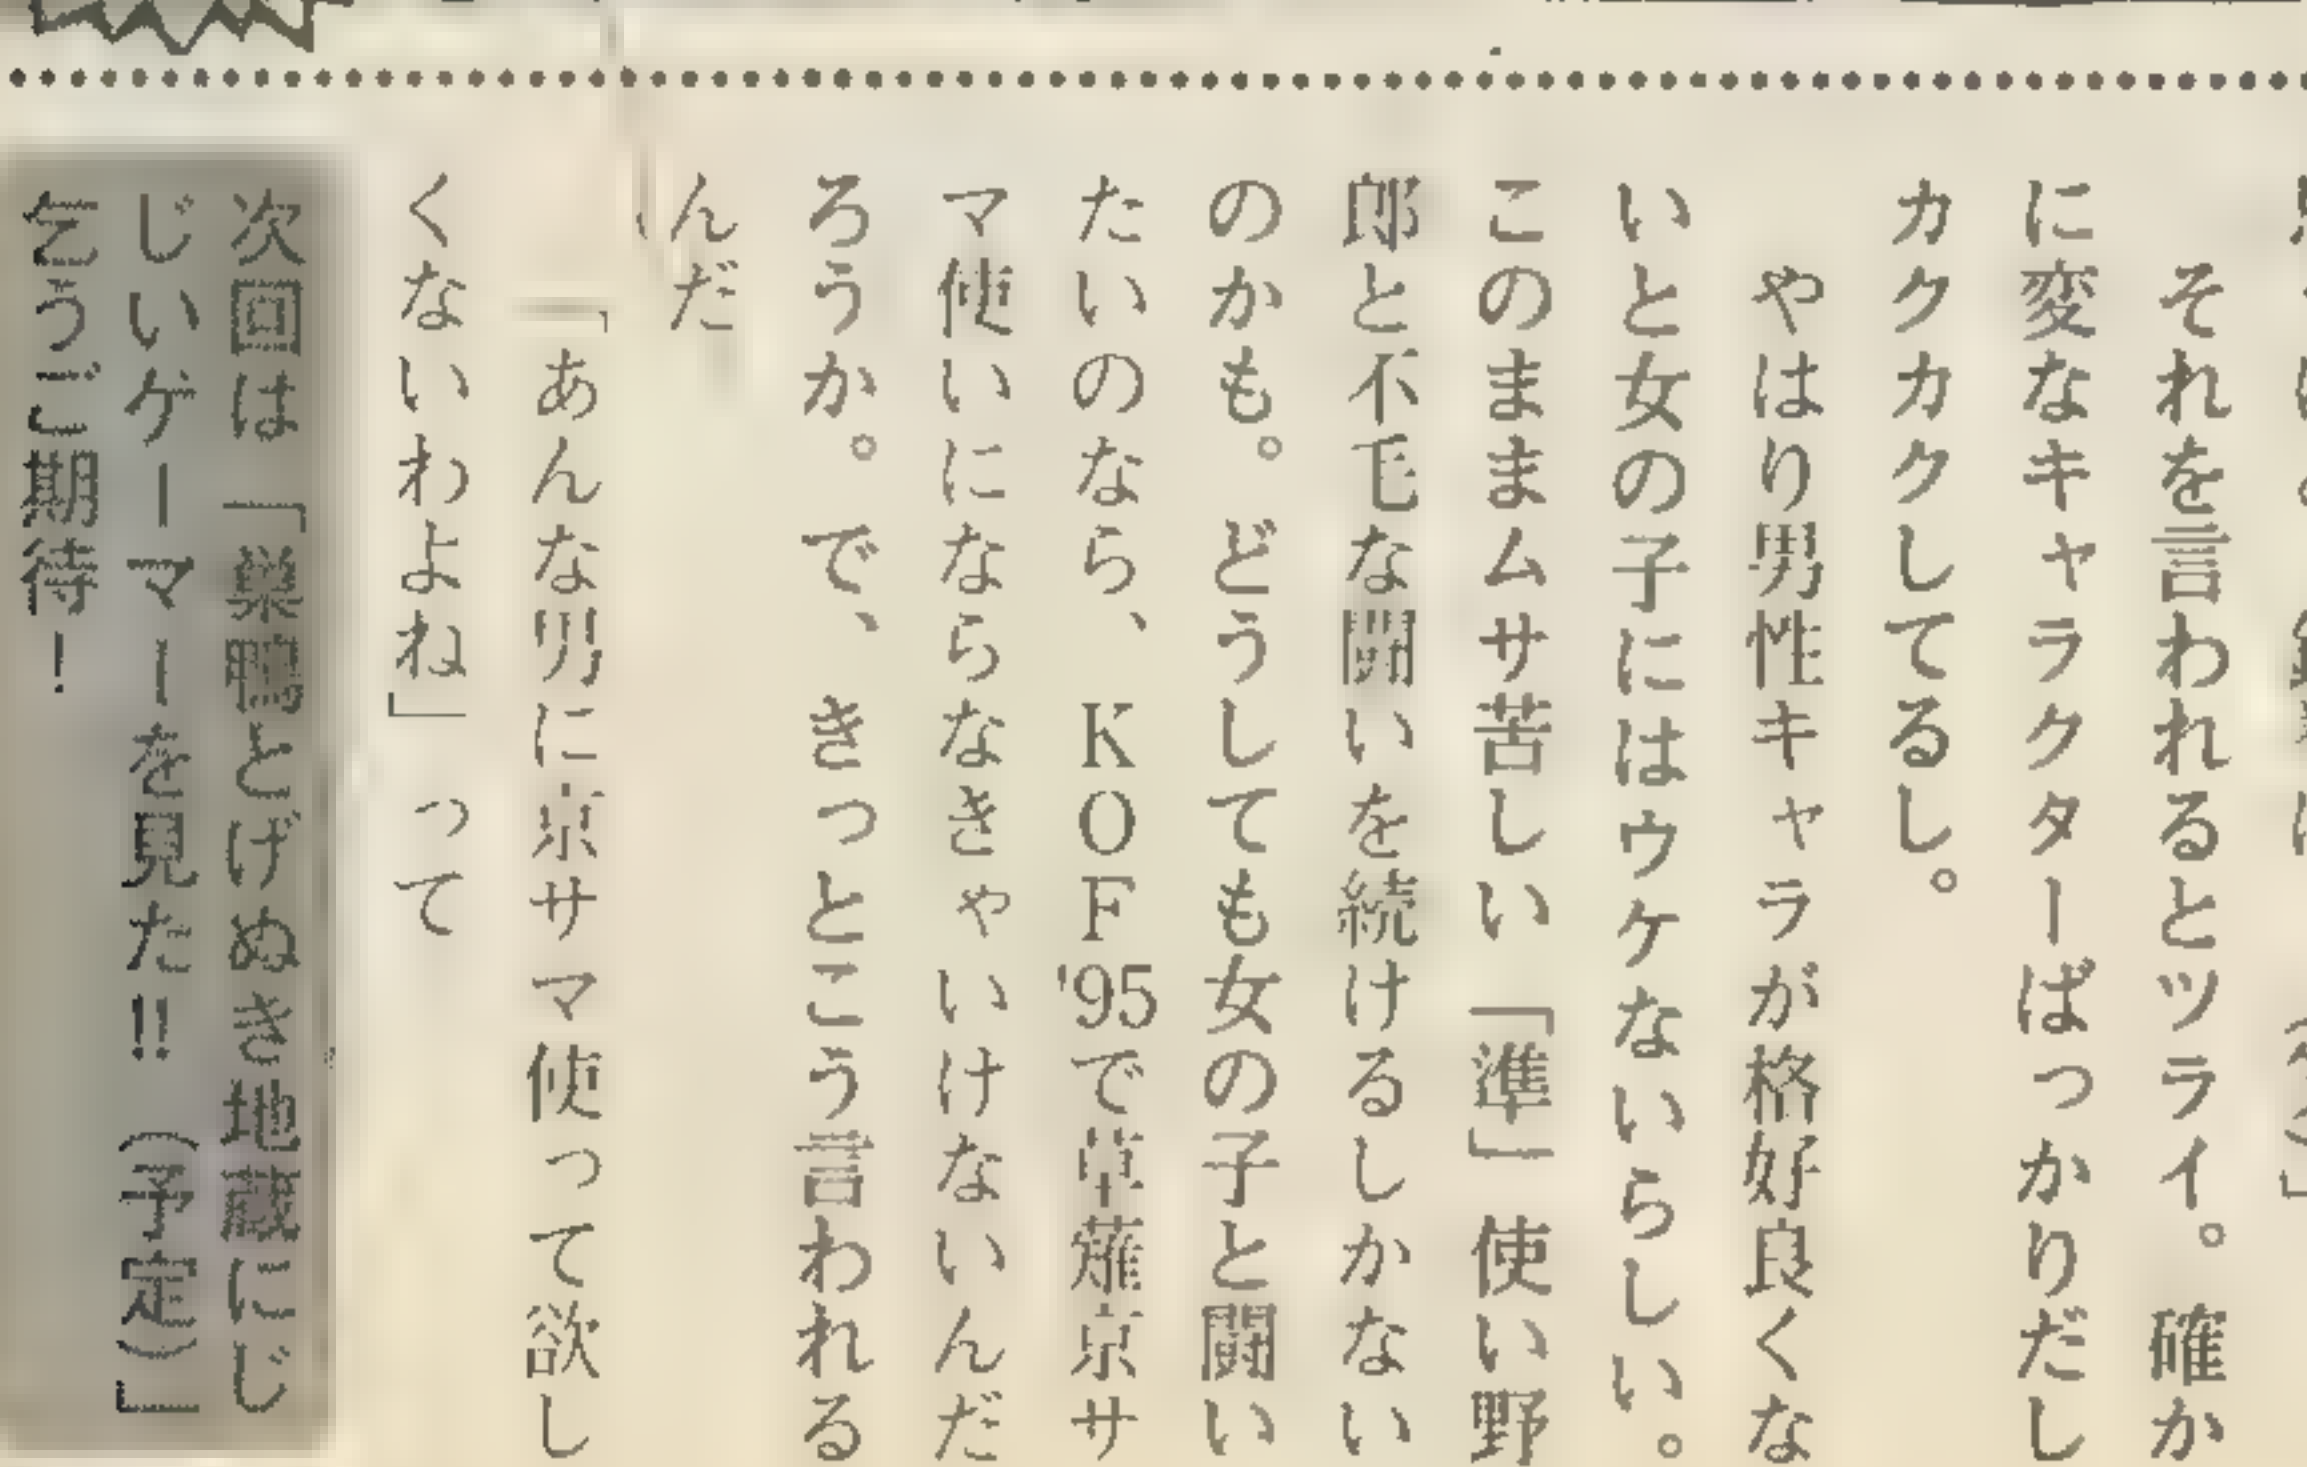 それを言われるとツライ。確か
に変なキャラクターばっかりだし
カクカクしてるし。
やはり男性キャラが格好良くな
いと女の子にはウケないらしい。
このままムサ苦しい「準」使い野
郎と不毛な闘いを続けるしかない
のかも。どうしても女の子と闘い
たいのなら、KOF'95で草薙京サ
マ使いにならなきゃいけないんだ
ろうか。で、きっとこう言われる
んだ
「あんな男に京サマ使って欲し
くないわよね」って
次回は「巣鴨とげぬき地蔵にじ
じいゲーマーを見た!!(予定)」
乞うご期待!